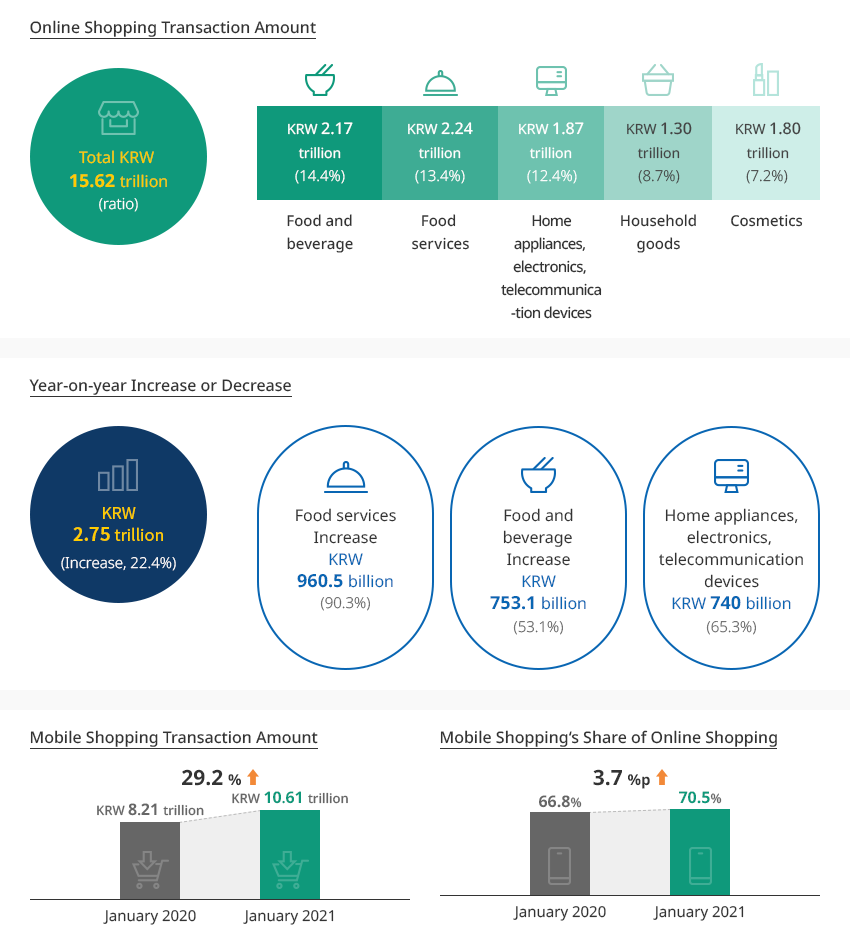 Online Shopping Transaction Amount
Total KRW
15.62 trillion
(ratio)
KRW 2.17
trillion
(14.4%)
Food and
beverage
KRW 2.24
trillion
(13.4%)
Food
services
KRW 1.87
trillion
(12.4%)
Home
appliances,
electronics,
telecommunica
-tion devices
KRW 1.30
trillion
(8.7%)
Household
goods
KRW 1.80
trillion
(7.2%)
Cosmetics
Year-on-year Increase or Decrease
KRW
2.75 trillion
(Increase, 22.4%)
Food services
Increase
KRW
960.5 billion
(90.3%)
Food and
beverage
Increase
KRW
753.1 billion
(53.1%)
Home appliances,
electronics,
telecommunication
devices
KRW 740 billion
(65.3%)
Mobile Shopping Transaction Amount
29.2 %
KRW 8.21 trillion
KRW 10.61 trillion
January 2020
January 2021
Mobile Shopping's Share of Online Shopping
3.7 %p
66.8%
70.5%
January 2020
January 2021